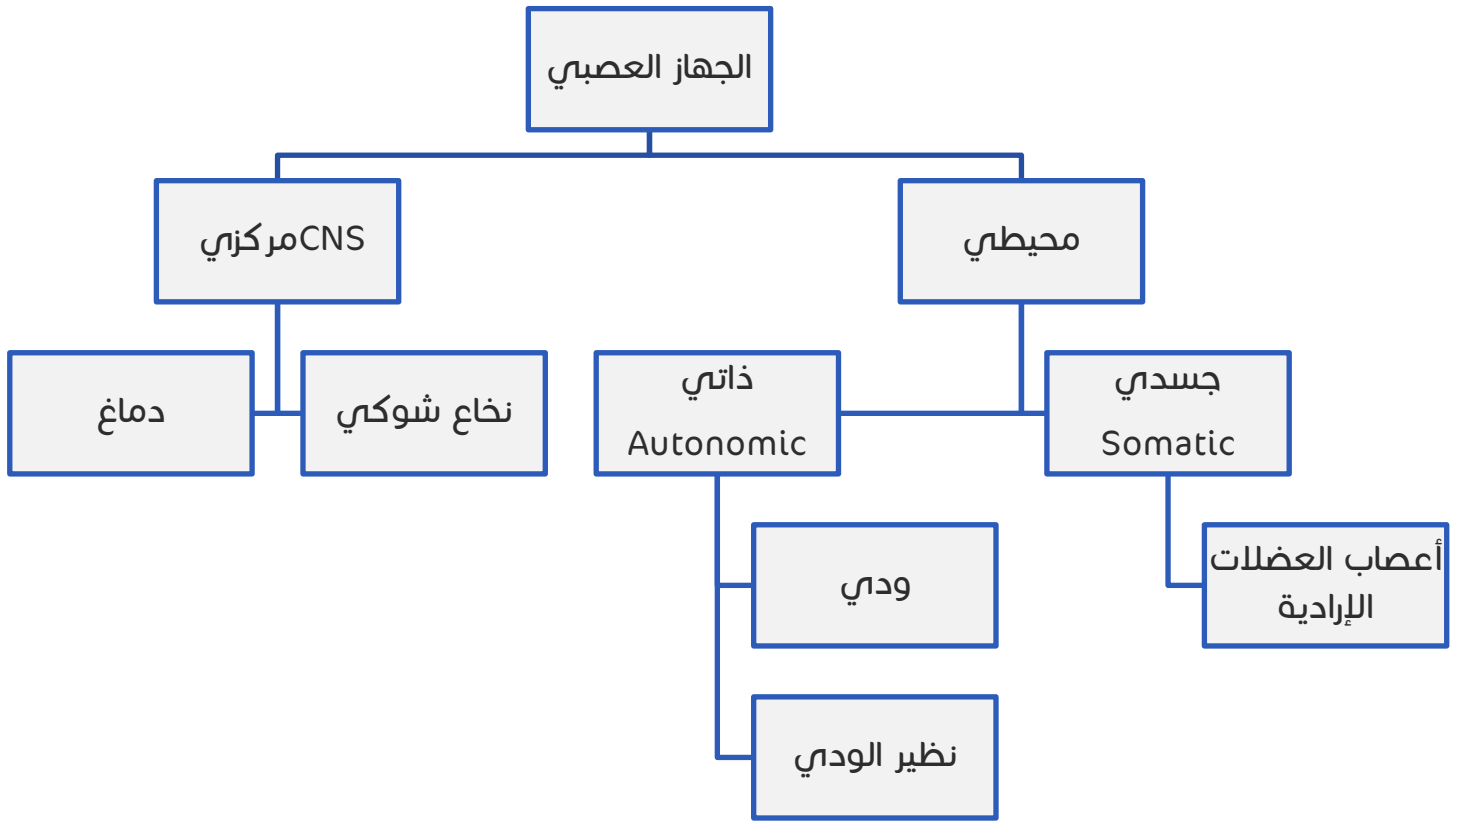 الجهاز العصبي
محيطي
مركزيCNS
جسدي
Somatic
ذاتي
Autonomic
نخاع شوكي
دماغ
أعصاب العضلات
الإرادية
ودي
نظير الودي